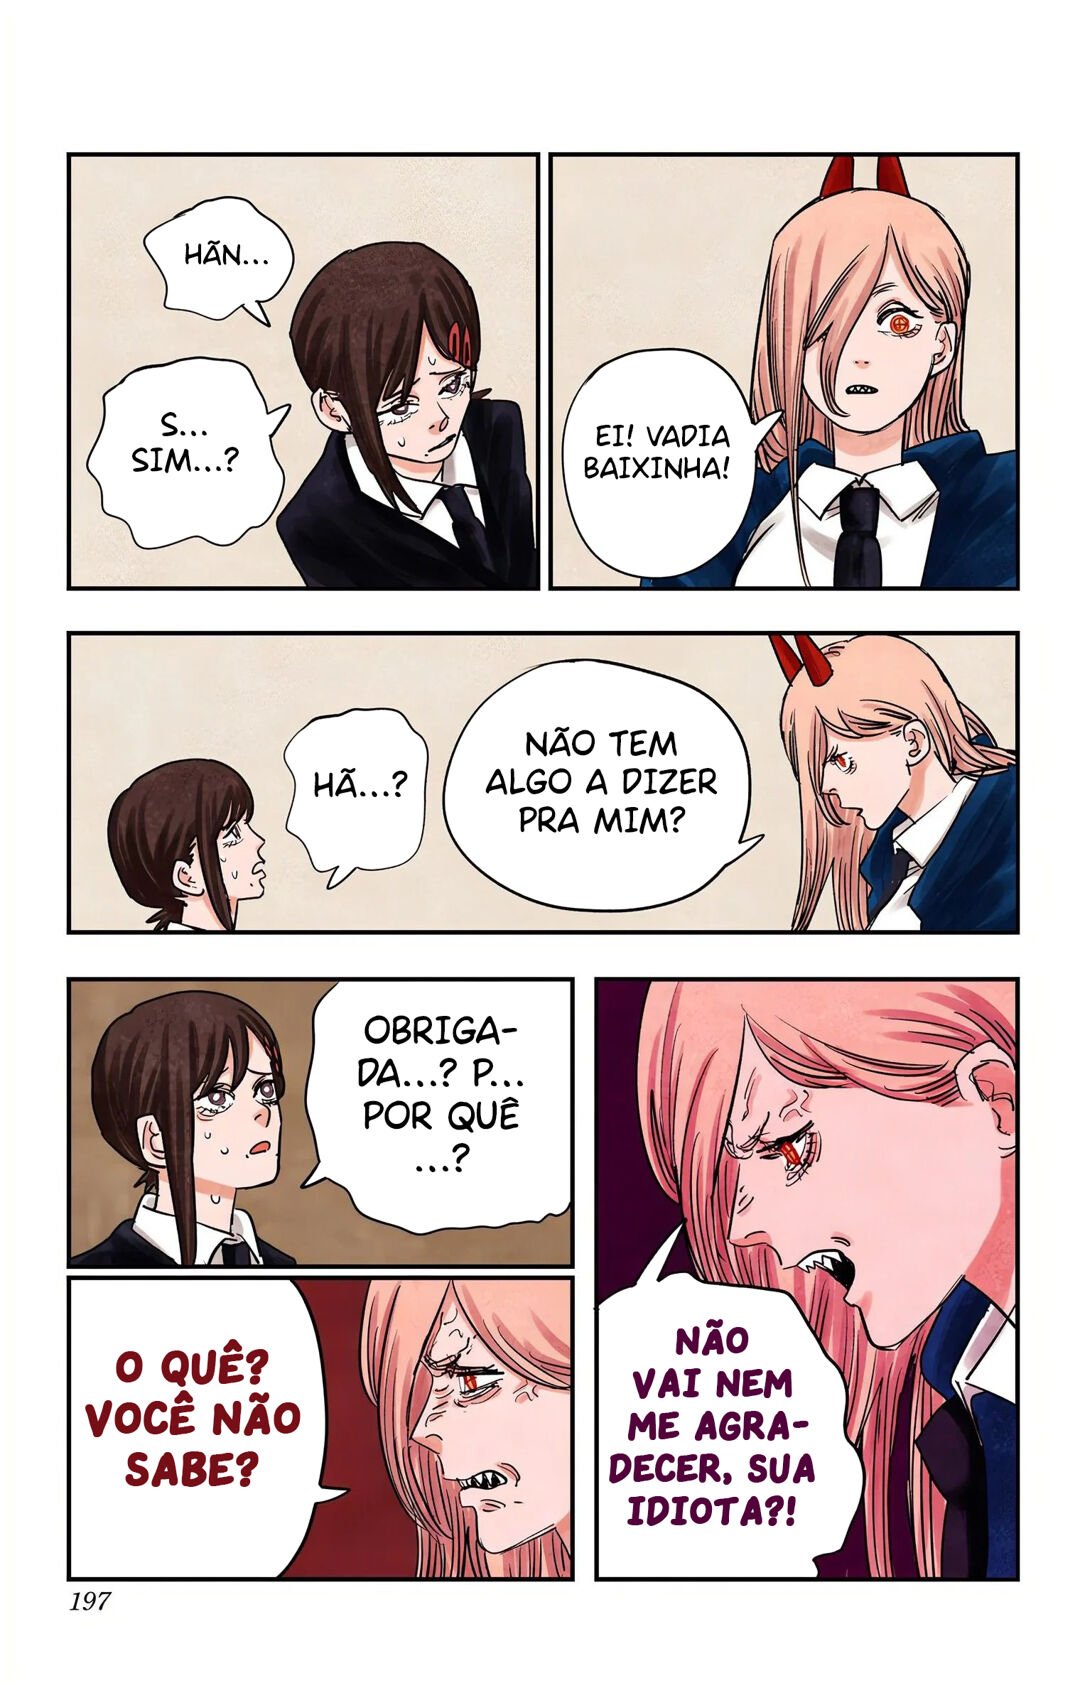 EI! VADIA
BAIXINHA!
HÃN...
S...
SIM...?
NÃO TEM
ALGO A DIZER
PRA MIM?
HÃ...?
NÃO
VAI NEM
ME AGRA-
DECER, SUA
IDIOTA?!
OBRIGA-
DA...? P...
POR QUÊ
...?
O QUÊ?
VOCÊ NÃO
SABE?
197